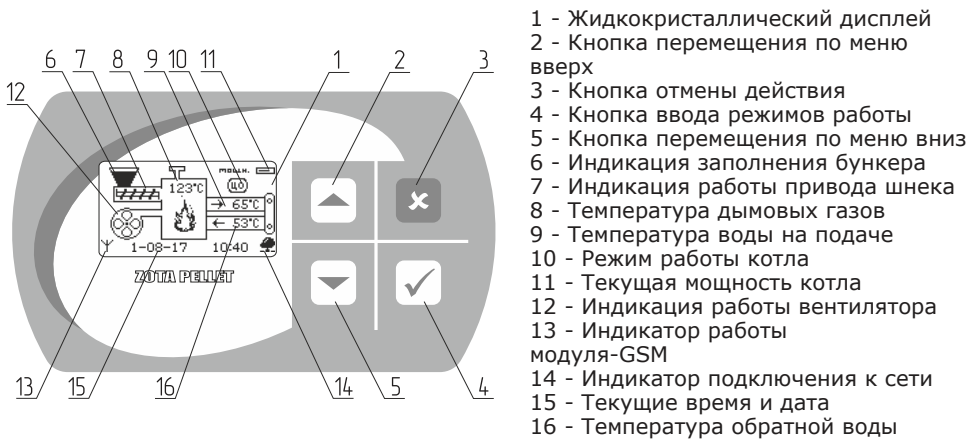 6 7 8 9 10 11 1 2 3
12
123°C
мощн.
ЦО
→ 65°C
← 53°C
1-08-17 10:40
ZOTA PELLET
13 15 16 14 5 4
1 - Жидкокристаллический дисплей
2 - Кнопка перемещения по меню
вверх
3 - Кнопка отмены действия
4 - Кнопка ввода режимов работы
5 - Кнопка перемещения по меню вниз
6 - Индикация заполнения бункера
7 - Индикация работы привода шнека
8 - Температура дымовых газов
9 - Температура воды на подаче
10 - Режим работы котла
11 - Текущая мощность котла
12 - Индикация работы вентилятора
13 - Индикатор работы
модуля-GSM
14 - Индикатор подключения к сети
15 - Текущие время и дата
16 - Температура обратной воды